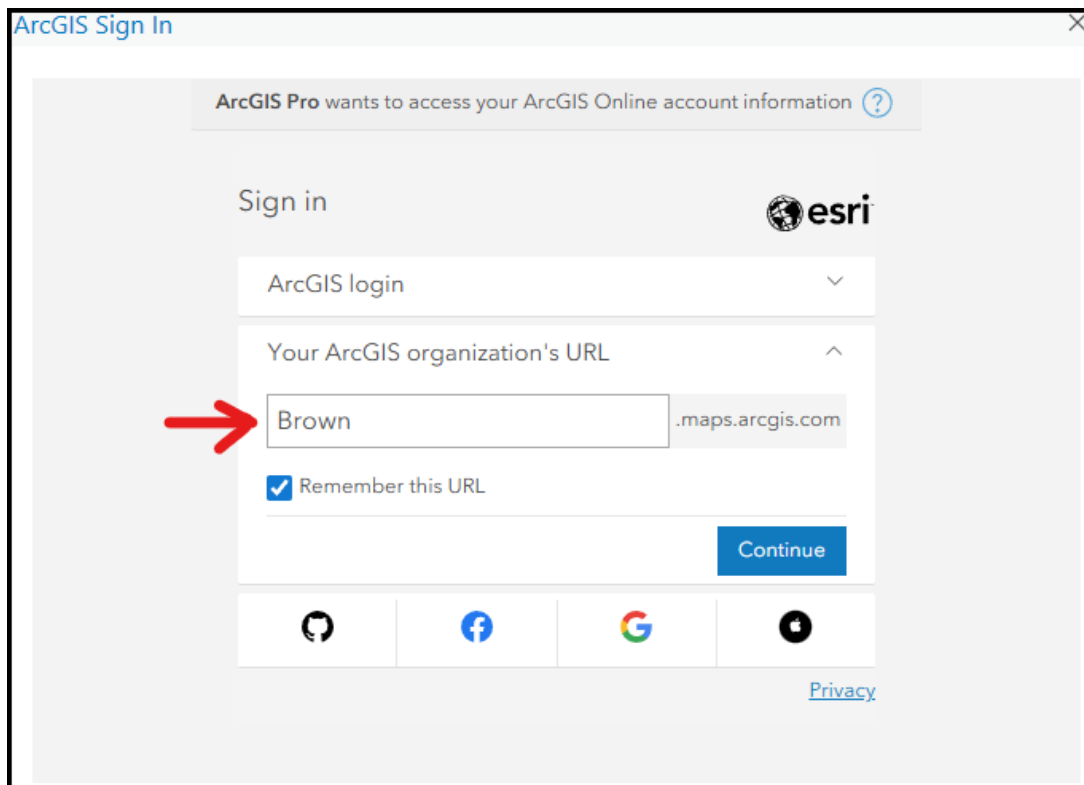 ArcGIS Sign In
ArcGIS Pro wants to access your ArcGIS Online account information ?
Sign in
esri
ArcGIS login
Your ArcGIS organization's URL
Brown .maps.arcgis.com
Remember this URL
Continue
Privacy